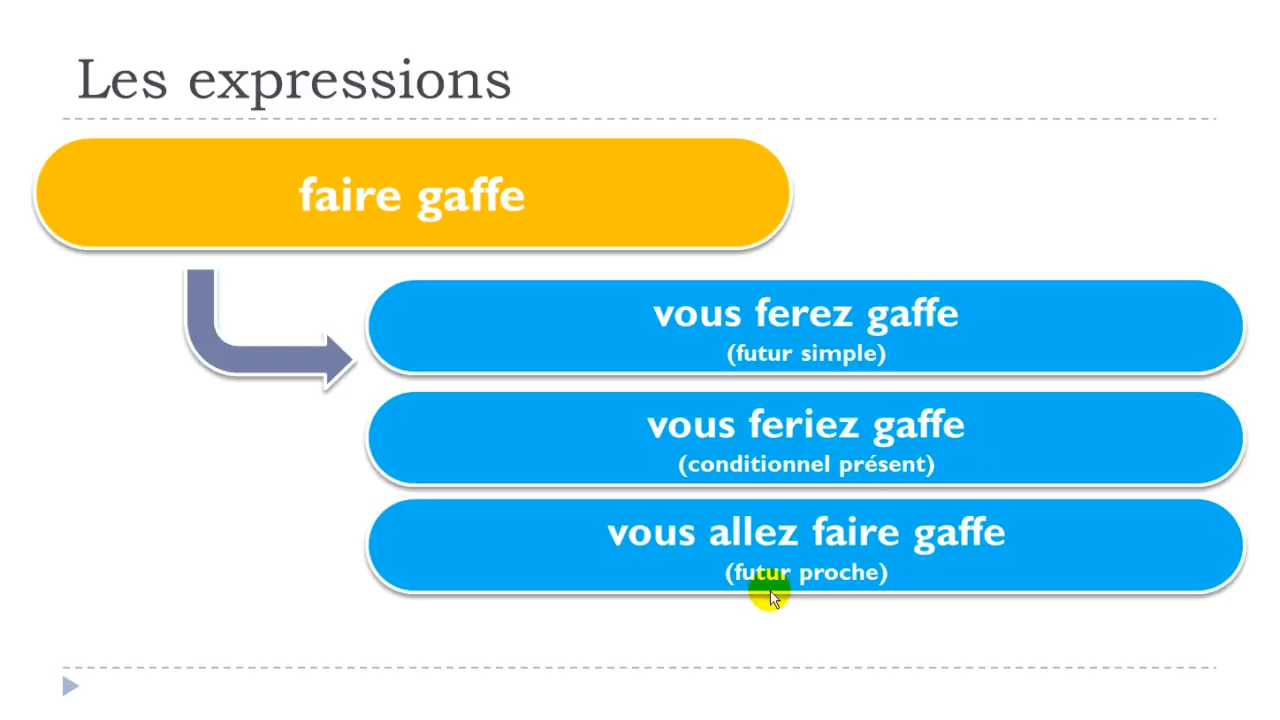 Les expressions
faire gaffe
vous ferez gaffe
(futur simple)
vous feriez gaffe
(conditionnel présent)
vous allez faire gaffe
(futur proche)